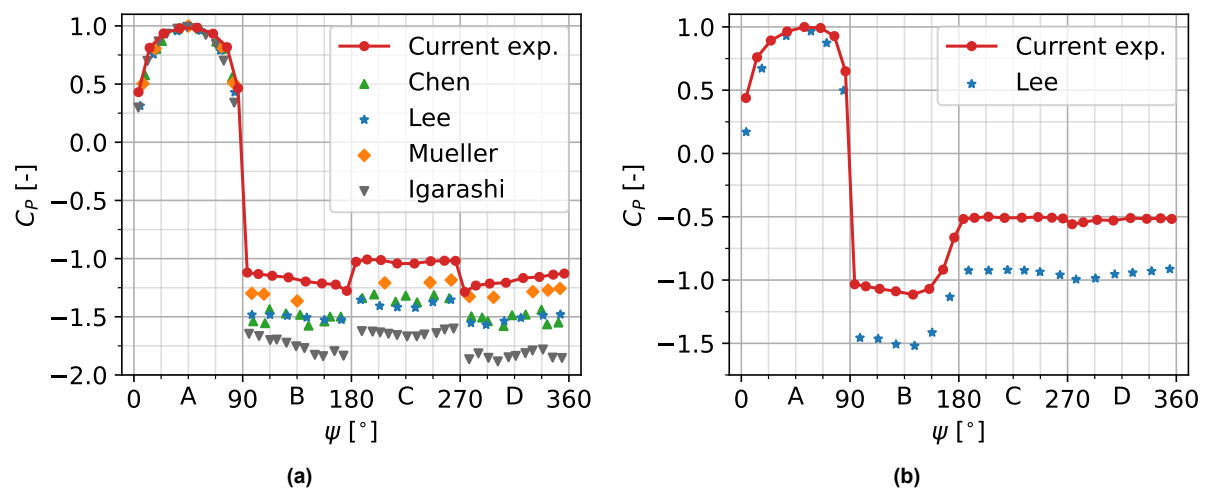 1.0
0.5
0.0
−0.5
−1.0
−1.5
−2.0
C_P [-]
0 A 90 B 180 C 270 D 360
ψ [°]
Current exp.
Chen
Lee
Mueller
Igarashi
(a)
1.0
0.5
0.0
−0.5
−1.0
−1.5
C_P [-]
0 A 90 B 180 C 270 D 360
ψ [°]
Current exp.
Lee
(b)